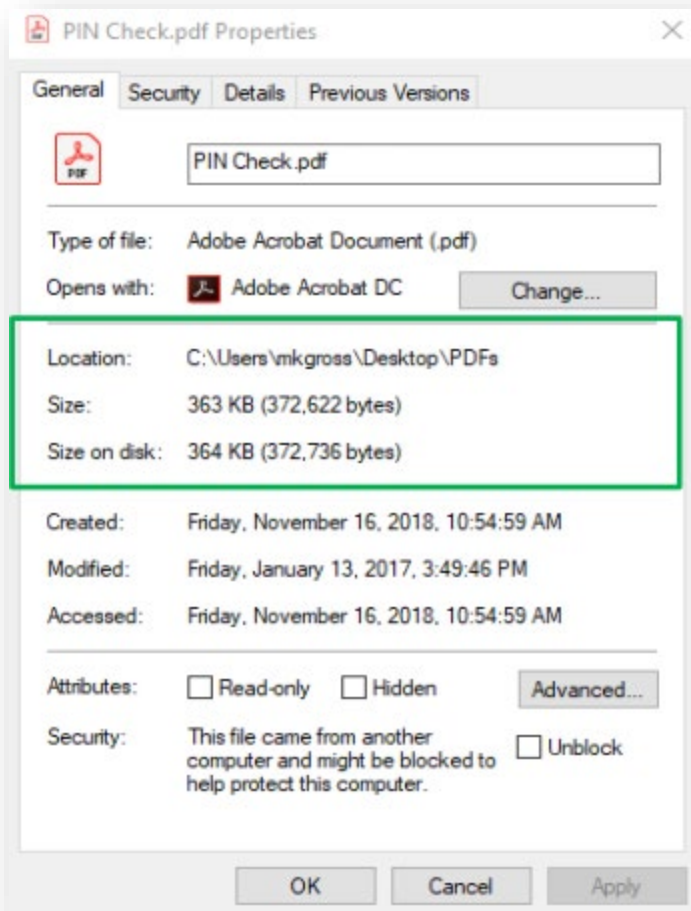 PIN Check.pdf Properties
General Security Details Previous Versions
PDF
PIN Check.pdf
Type of file: Adobe Acrobat Document (.pdf)
Opens with: Adobe Acrobat DC Change...
Location: C:\Users\mkgross\Desktop\PDFs
Size: 363 KB (372,622 bytes)
Size on disk: 364 KB (372,736 bytes)
Created: Friday, November 16, 2018, 10:54:59 AM
Modified: Friday, January 13, 2017, 3:49:46 PM
Accessed: Friday, November 16, 2018, 10:54:59 AM
Attributes: Read-only Hidden Advanced...
Security: This file came from another
computer and might be blocked to
help protect this computer.
Unblock
OK Cancel Apply